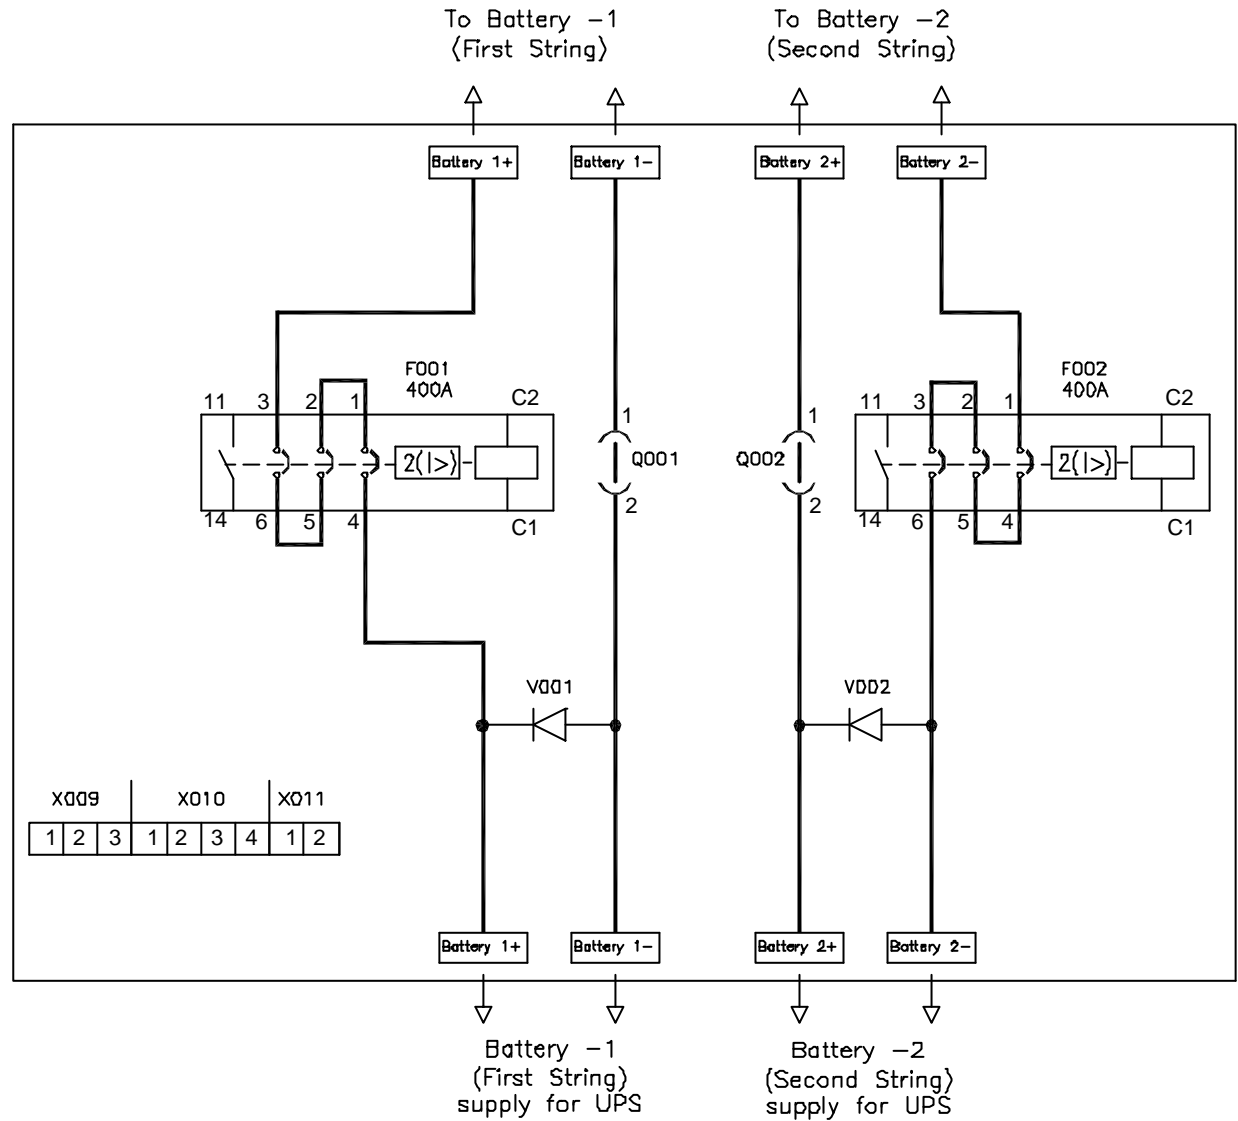 To Battery -1
(First String)
To Battery -2
(Second String)
Battery 1+
Battery 1-
Battery 2+
Battery 2-
F001
400A
F002
400A
11 3 2 1 C2
1
1
11 3 2 1 C2
2(I>)
Q001
Q002
2(I>)
14 6 5 4 C1
2
2
14 6 5 4 C1
V001
V002
X009 X010 X011
1 2 3 1 2 3 4 1 2
Battery 1+
Battery 1-
Battery 2+
Battery 2-
Battery -1
(First String)
supply for UPS
Battery -2
(Second String)
supply for UPS